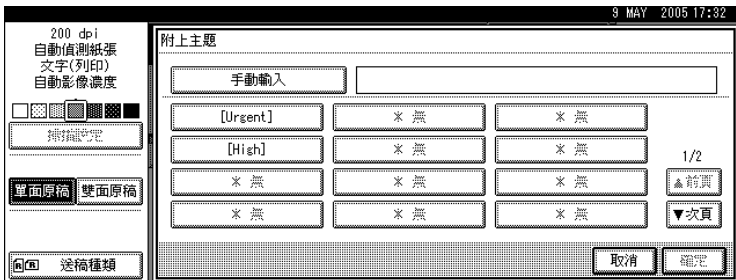 9 MAY 2005 17:32
200 dpi
自動偵測紙張
文字(列印)
自動影像濃度
掃描設定
單面原稿 雙面原稿
送稿種類
附上主題
手動輸入
[Urgent] *無 *無
[High] *無 *無
*無 *無 *無
*無 *無 *無
1/2
▲前頁
▼次頁
取消 確定